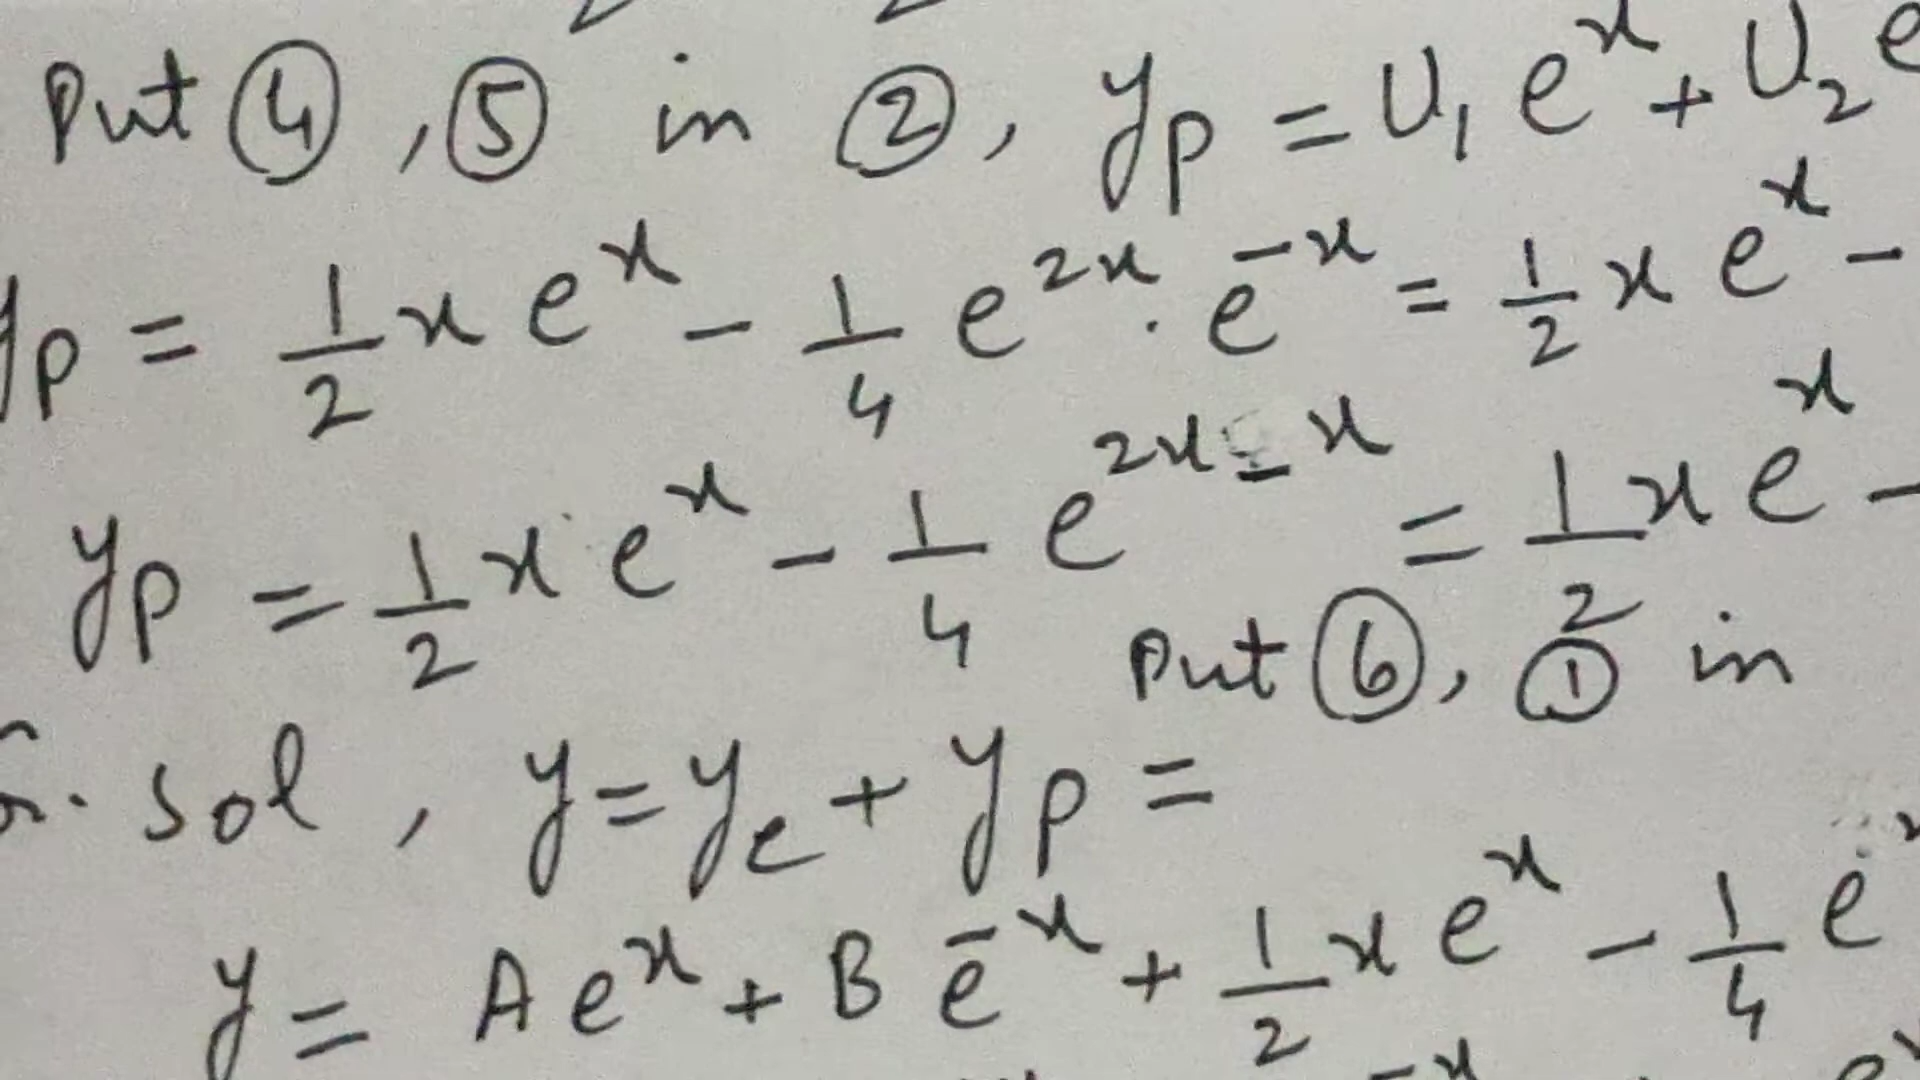 Put ④, ⑤ in ②, yₚ = U₁ eˣ + U₂ e
yₚ = 1/2 x eˣ - 1/4 e²ˣ · e⁻ˣ = 1/2 x eˣ -
yₚ = 1/2 x eˣ - 1/4 e²ˣ⁻ˣ = 1/2 x eˣ -
Put ⑥, ① in
. sol, y = y_c + yₚ =
y = A eˣ + B e⁻ˣ + 1/2 x eˣ - 1/4 eˣ